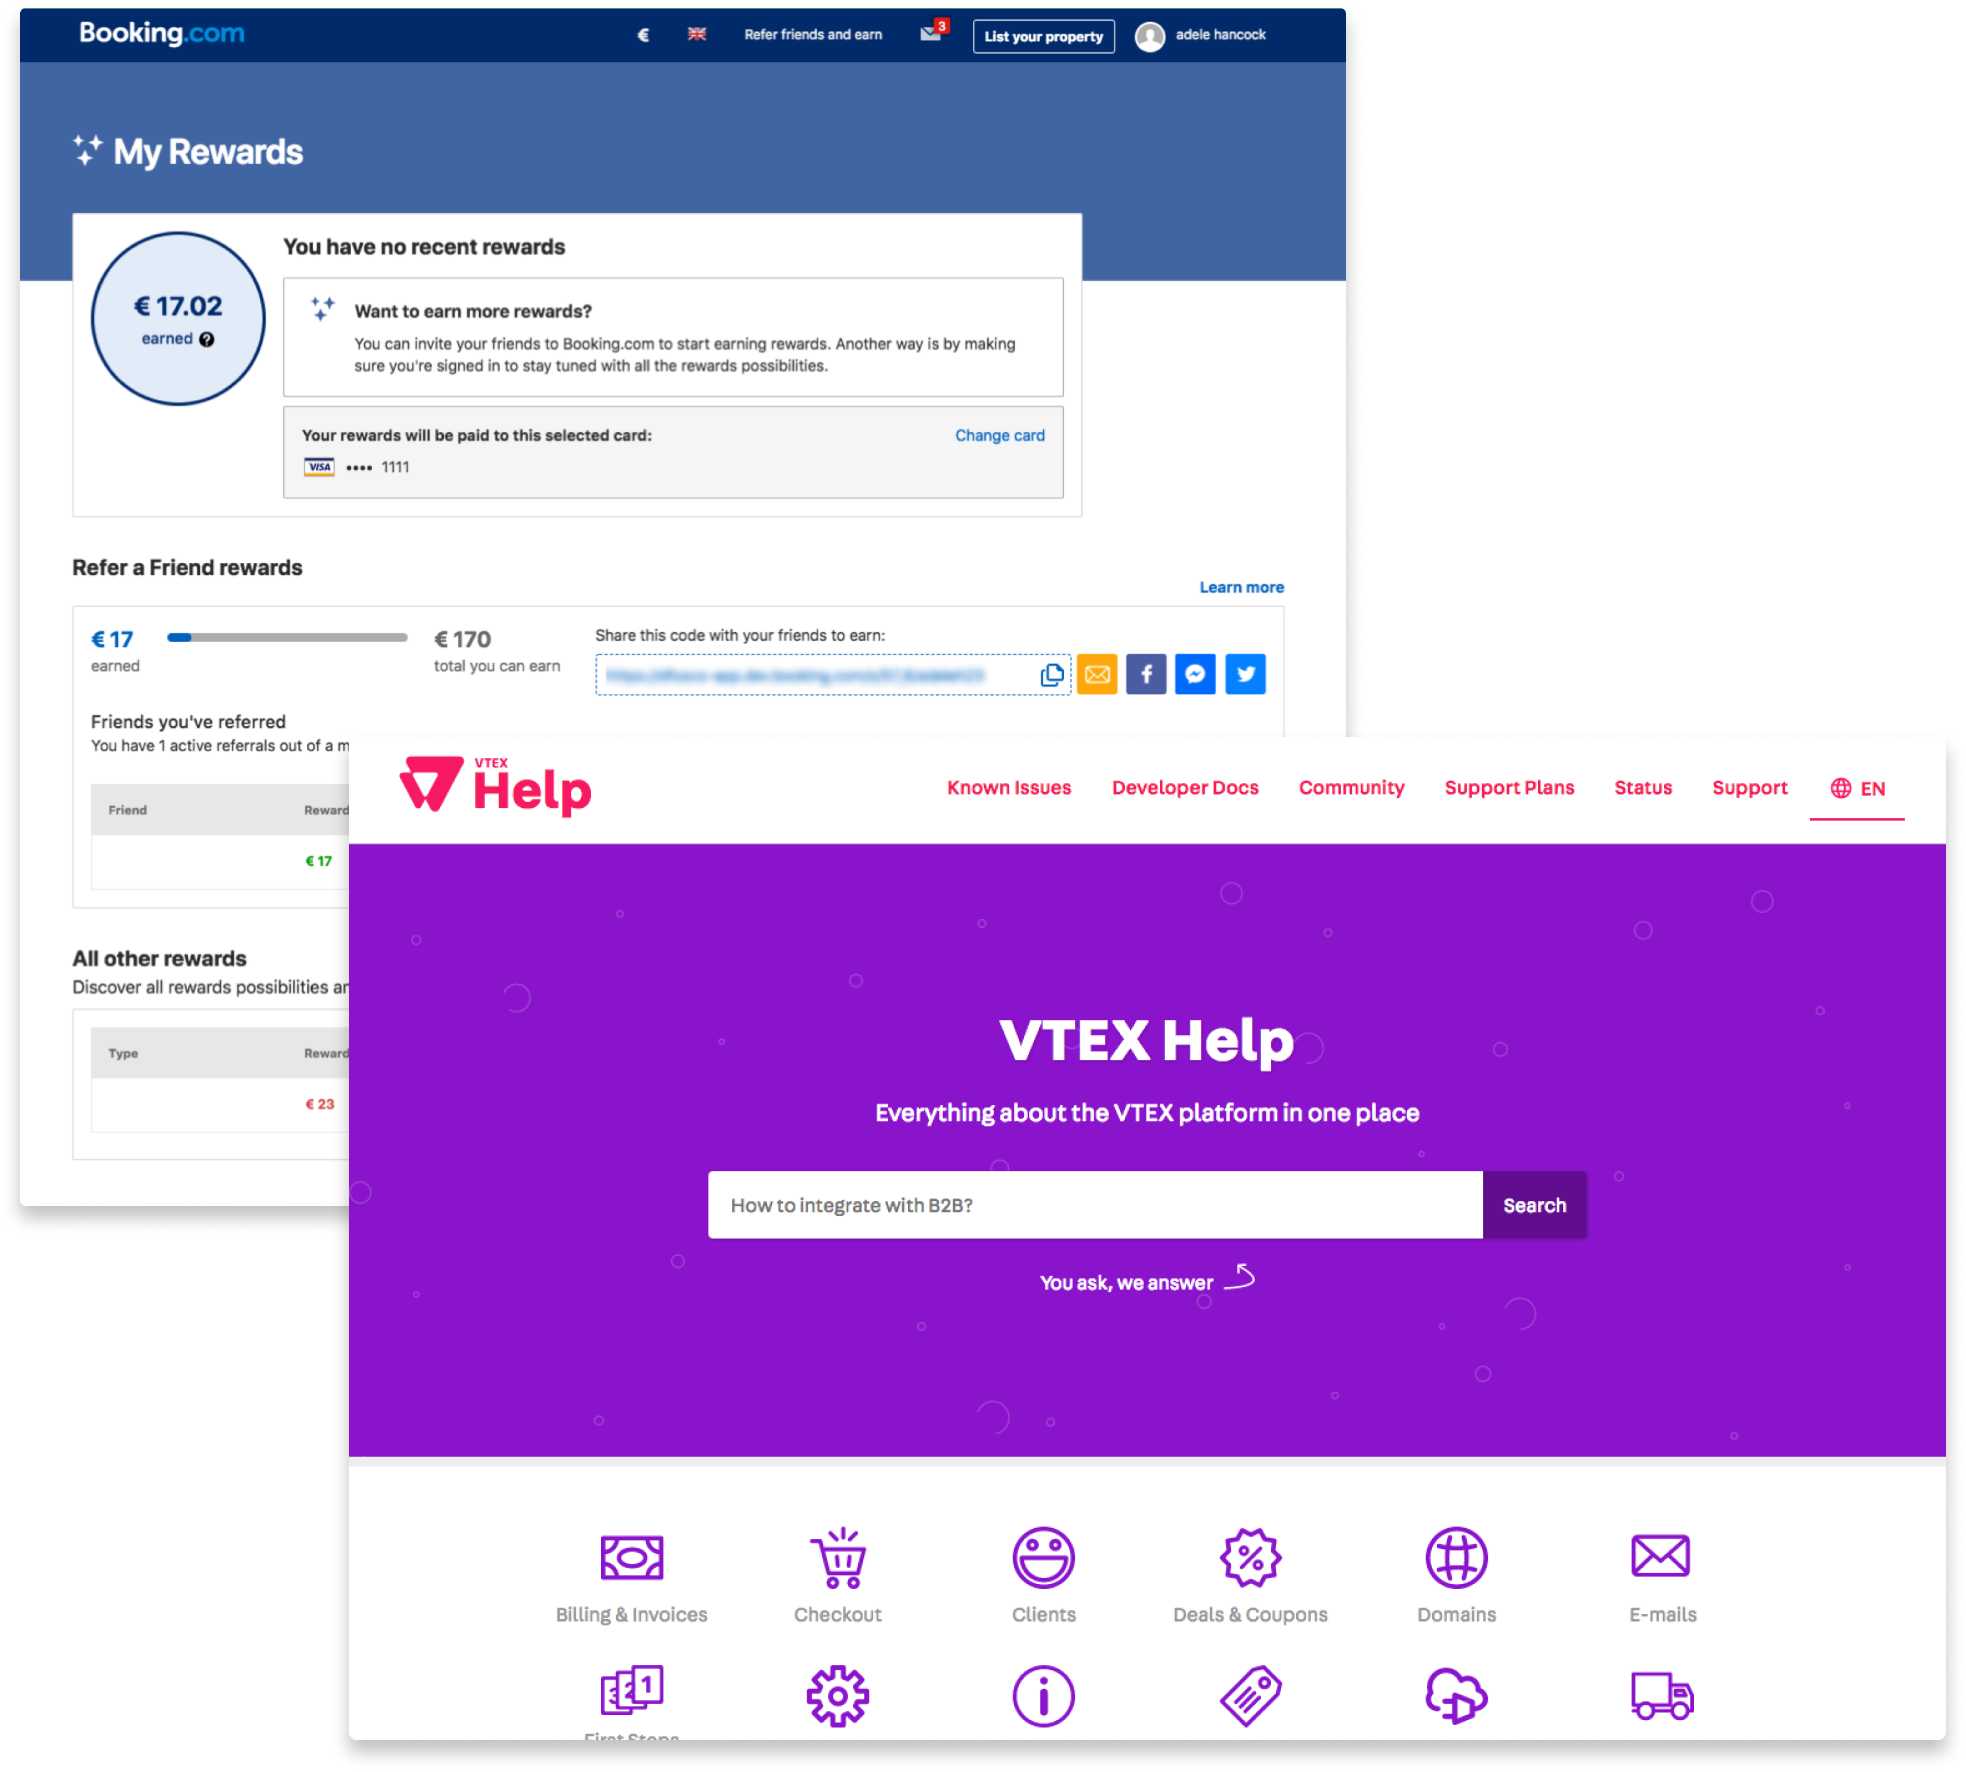 Booking.com
€
Refer friends and earn
3
List your property
adele hancock
My Rewards
€ 17.02
earned ?
You have no recent rewards
Want to earn more rewards?
You can invite your friends to Booking.com to start earning rewards. Another way is by making
sure you're signed in to stay tuned with all the rewards possibilities.
Your rewards will be paid to this selected card:
Change card
VISA •••• 1111
Refer a Friend rewards
Learn more
€ 17
earned
€ 170
total you can earn
Share this code with your friends to earn:
Friends you've referred
You have 1 active referrals out of a m
Friend
Reward
€ 17
All other rewards
Discover all rewards possibilities an
Type
Reward
€ 23
VTEX
Help
Known Issues
Developer Docs
Community
Support Plans
Status
Support
EN
VTEX Help
Everything about the VTEX platform in one place
How to integrate with B2B?
Search
You ask, we answer
Billing & Invoices
Checkout
Clients
Deals & Coupons
Domains
E-mails
3 2 1
First Steps